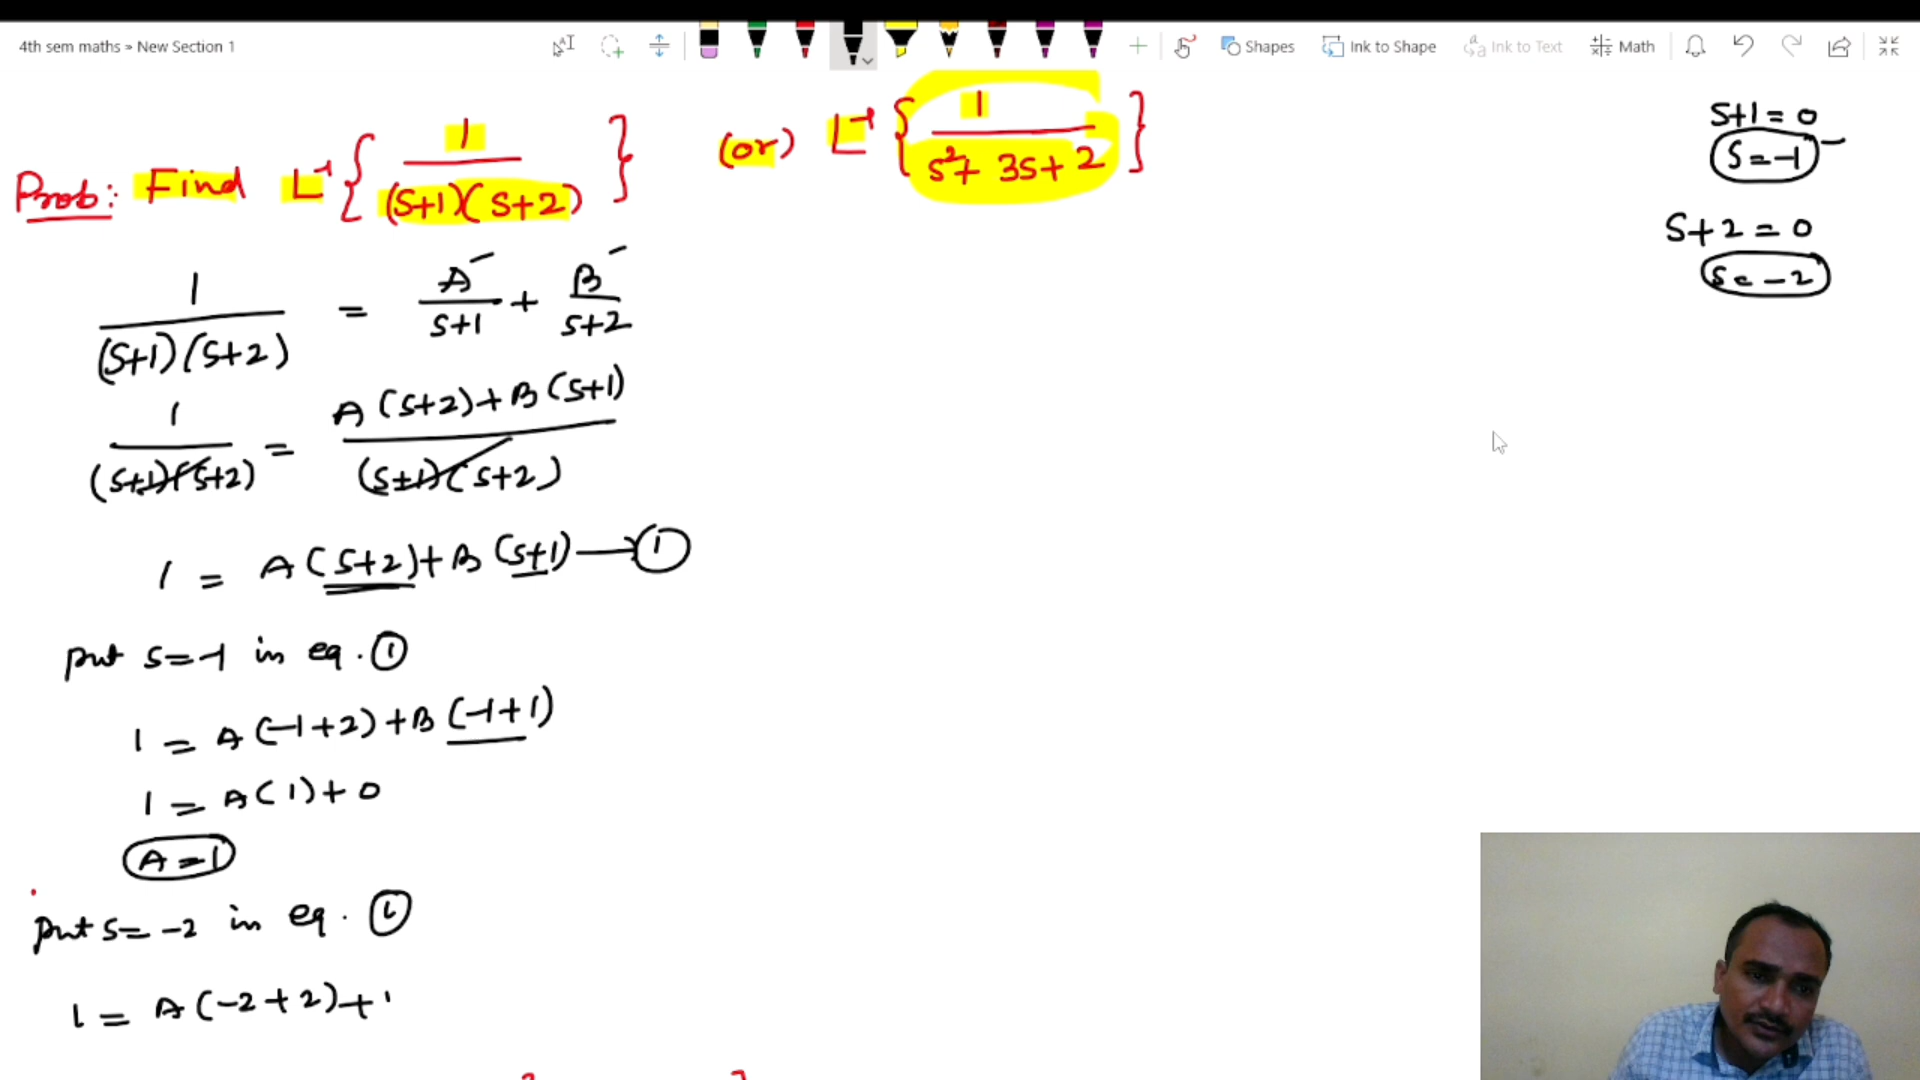 4th sem maths » New Section 1
Shapes Ink to Shape Ink to Text Math
Prob: Find L⁻¹{ 1/(S+1)(S+2) } (or) L⁻¹{ 1/s²+3s+2 }
S+1 = 0
S = -1
S+2 = 0
S = -2
1/(S+1)(S+2) = A/S+1 + B/S+2
1/(S+1)(S+2) = A(S+2)+B(S+1)/(S+1)(S+2)
1 = A(S+2)+B(S+1) → ①
put S=-1 in eq. ①
1 = A(-1+2)+B(-1+1)
1 = A(1)+0
A=1
put S=-2 in eq. ①
1 = A(-2+2)+